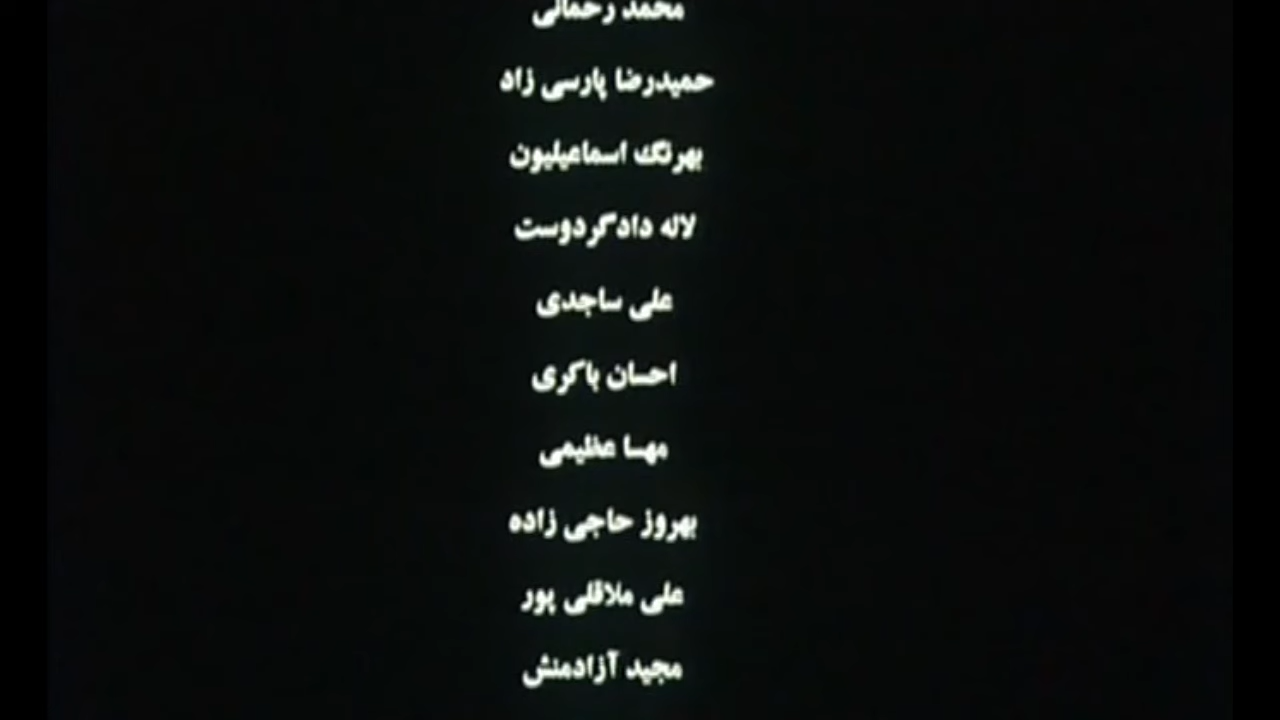 محمد رحمانی
حمیدرضا پارسی زاد
بهرنگ اسماعیلیون
لاله دادگردوست
علی ساجدی
احسان باکری
مهسا عظیمی
بهروز حاجی زاده
علی ملاقلی پور
مجید آزادمنش